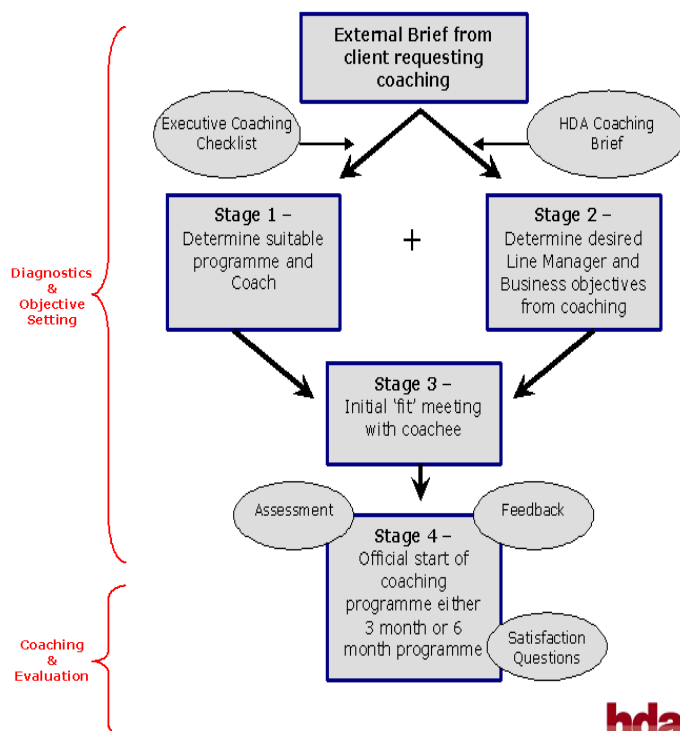 External Brief from
client requesting
coaching
Executive Coaching
Checklist
HDA Coaching
Brief
Stage 1 –
Determine suitable
programme and
Coach
+
Stage 2 –
Determine desired
Line Manager and
Business objectives
from coaching
Diagnostics
&
Objective
Setting
Stage 3 –
Initial ‘fit’ meeting
with coachee
Assessment
Feedback
Stage 4 –
Official start of
coaching
programme either
3 month or 6
month programme
Satisfaction
Questions
Coaching
&
Evaluation
hda